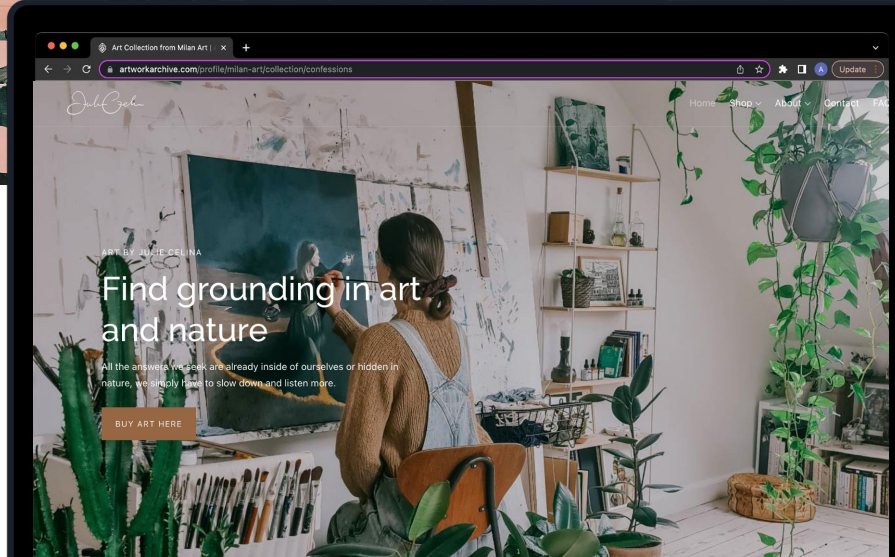 Art Collection from Milan Art | A
artworkarchive.com/profile/milan-art/collection/confessions
A
Update
Home Shop About Contact FAQ
ART BY JULIE CELINA
Find grounding in art
and nature
All the answers we seek are already inside of ourselves or hidden in
nature, we simply have to slow down and listen more.
BUY ART HERE